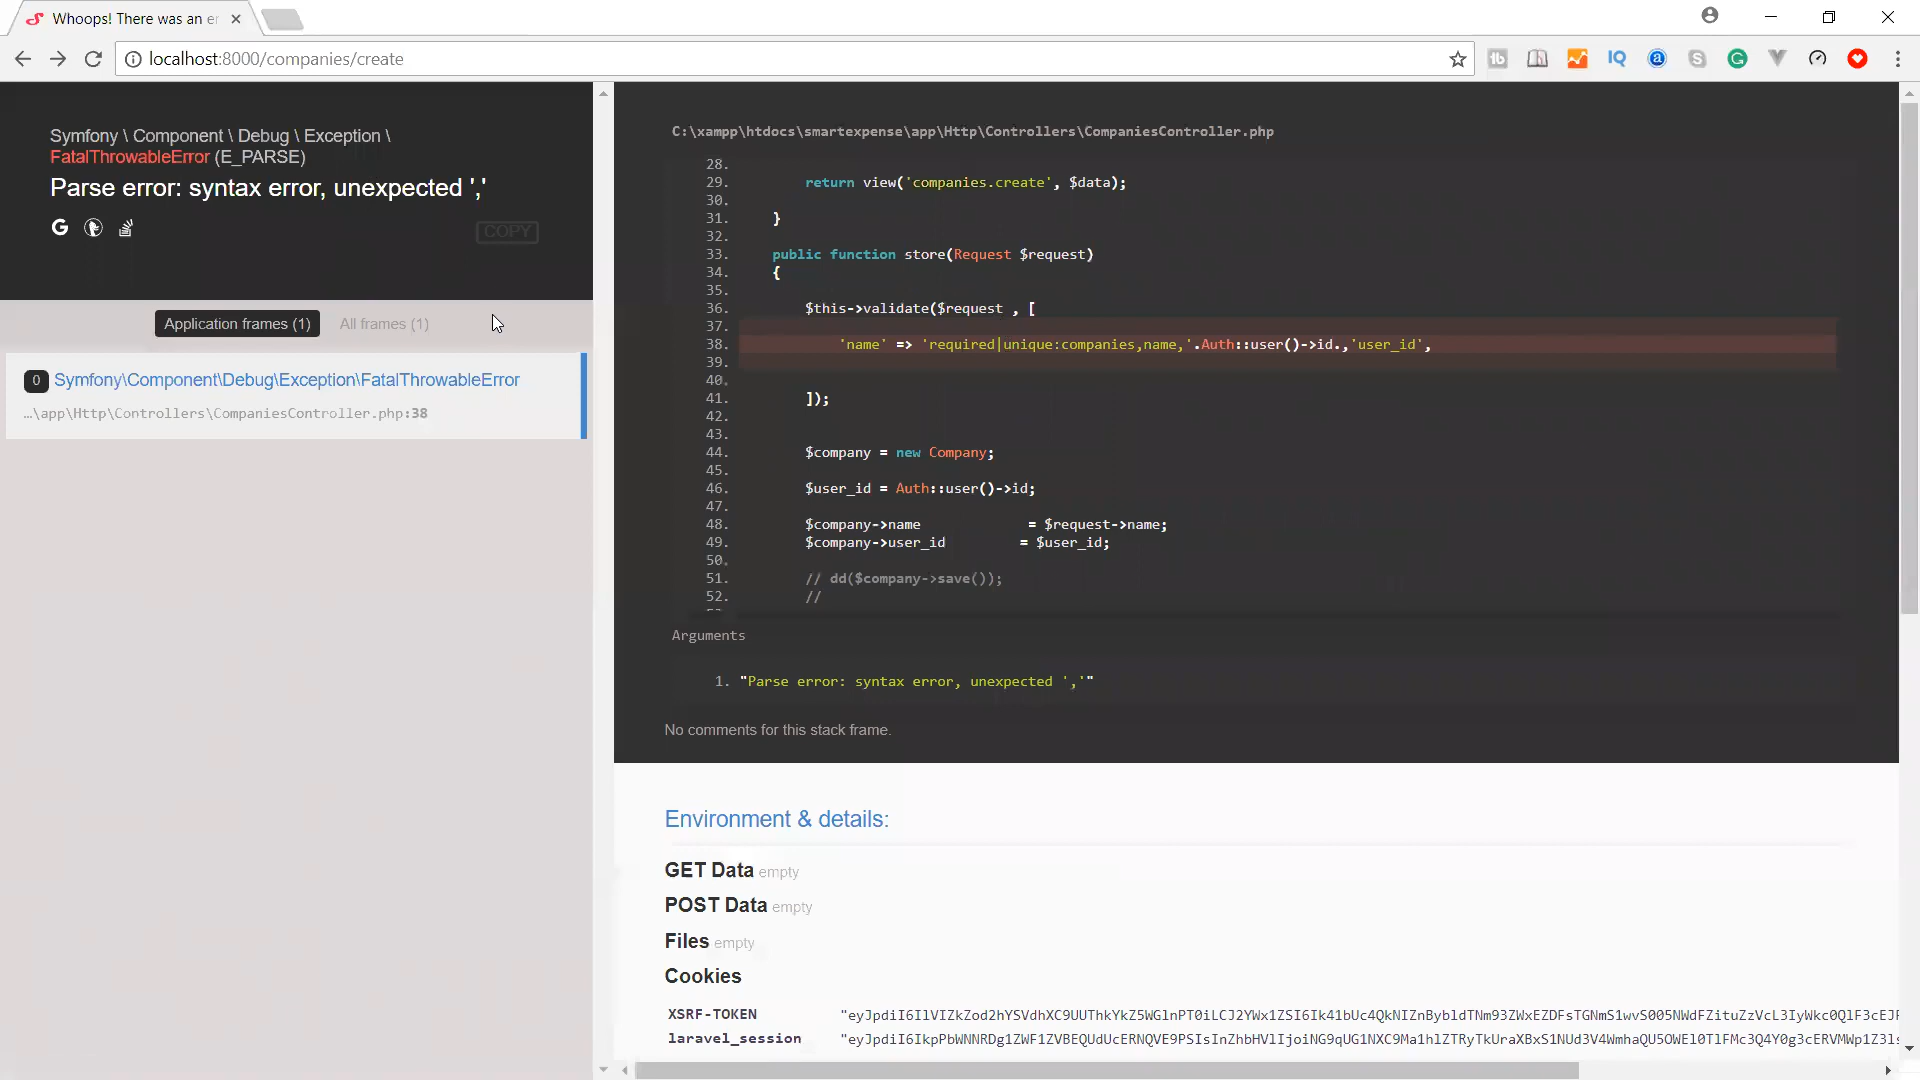 Whoops! There was an er
localhost:8000/companies/create
Symfony \ Component \ Debug \ Exception \
FatalThrowableError (E_PARSE)
Parse error: syntax error, unexpected ','
COPY
Application frames (1) All frames (1)
0 Symfony\Component\Debug\Exception\FatalThrowableError
…\app\Http\Controllers\CompaniesController.php:38
C:\xampp\htdocs\smartexpense\app\Http\Controllers\CompaniesController.php
28.
29. return view('companies.create', $data);
30.
31. }
32.
33. public function store(Request $request)
34. {
35.
36. $this->validate($request , [
37.
38. 'name' => 'required|unique:companies,name,'.Auth::user()->id.,'user_id',
39.
40.
41. ]);
42.
43.
44. $company = new Company;
45.
46. $user_id = Auth::user()->id;
47.
48. $company->name = $request->name;
49. $company->user_id = $user_id;
50.
51. // dd($company->save());
52. //
Arguments
1. "Parse error: syntax error, unexpected ','"
No comments for this stack frame.
Environment & details:
GET Data empty
POST Data empty
Files empty
Cookies
XSRF-TOKEN
laravel_session